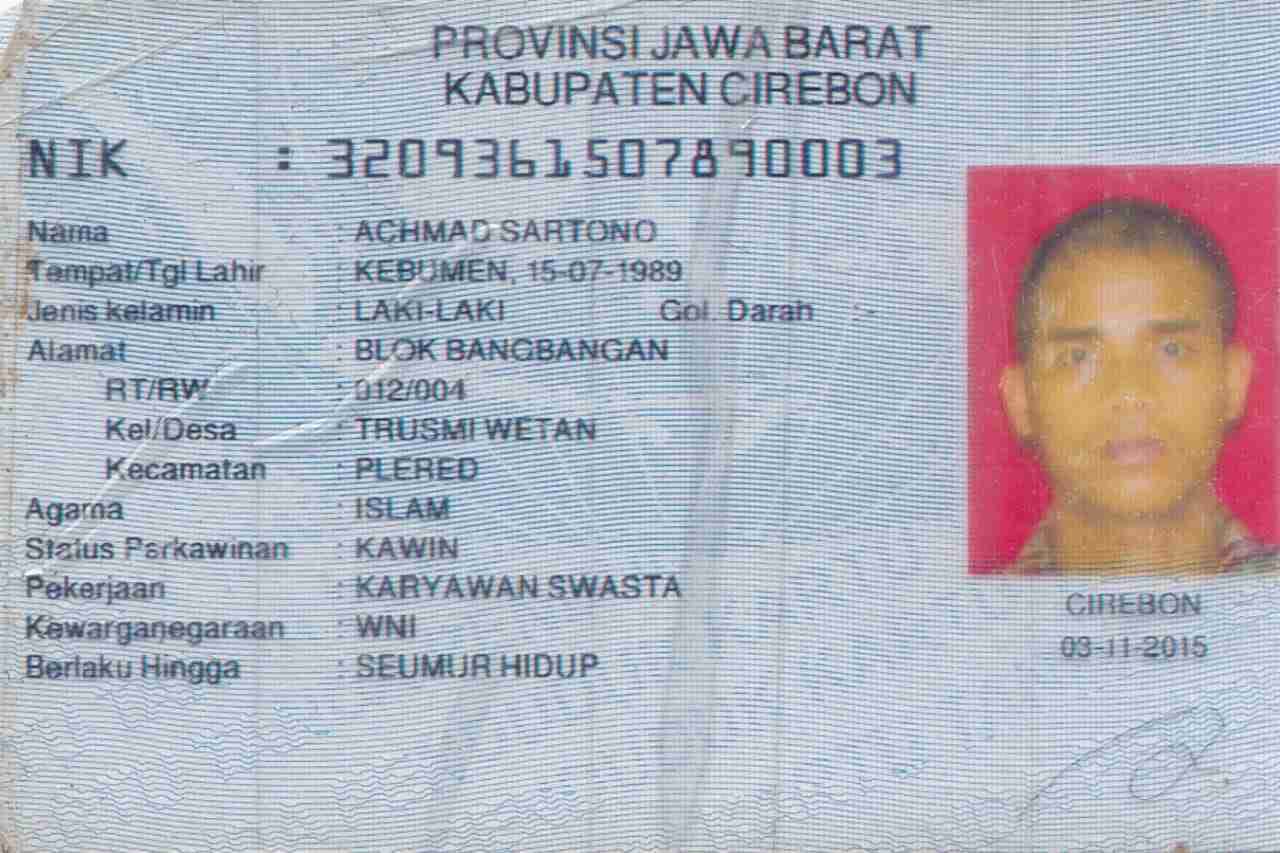 PROVINSI JAWA BARAT
KABUPATEN CIREBON
NIK : 3209361507890003
Nama : ACHMAD SARTONO
Tempat/Tgl Lahir : KEBUMEN, 15-07-1989
Jenis kelamin : LAKI-LAKI Gol. Darah : -
Alamat : BLOK BANGBANGAN
RT/RW : 012/004
Kel/Desa : TRUSMI WETAN
Kecamatan : PLERED
Agama : ISLAM
Status Perkawinan : KAWIN
Pekerjaan : KARYAWAN SWASTA
Kewarganegaraan : WNI
Berlaku Hingga : SEUMUR HIDUP
CIREBON
03-11-2015